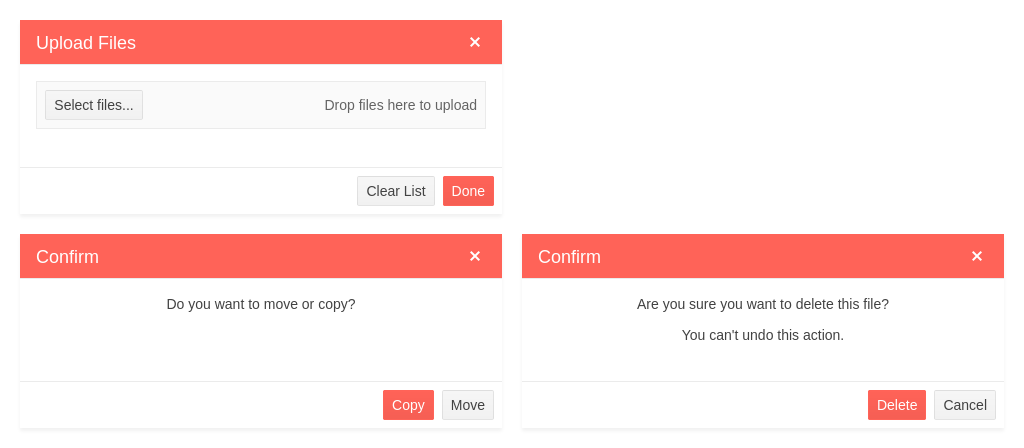 Upload Files
Select files... Drop files here to upload
Clear List Done
Confirm
Do you want to move or copy?
Copy Move
Confirm
Are you sure you want to delete this file?
You can't undo this action.
Delete Cancel